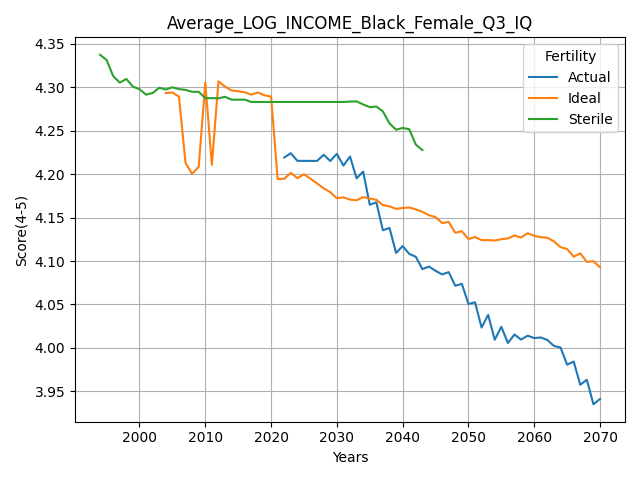 Average_LOG_INCOME_Black_Female_Q3_IQ
Score(4-5)
4.35
4.30
4.25
4.20
4.15
4.10
4.05
4.00
3.95
Fertility
Actual
Ideal
Sterile
2000 2010 2020 2030 2040 2050 2060 2070
Years